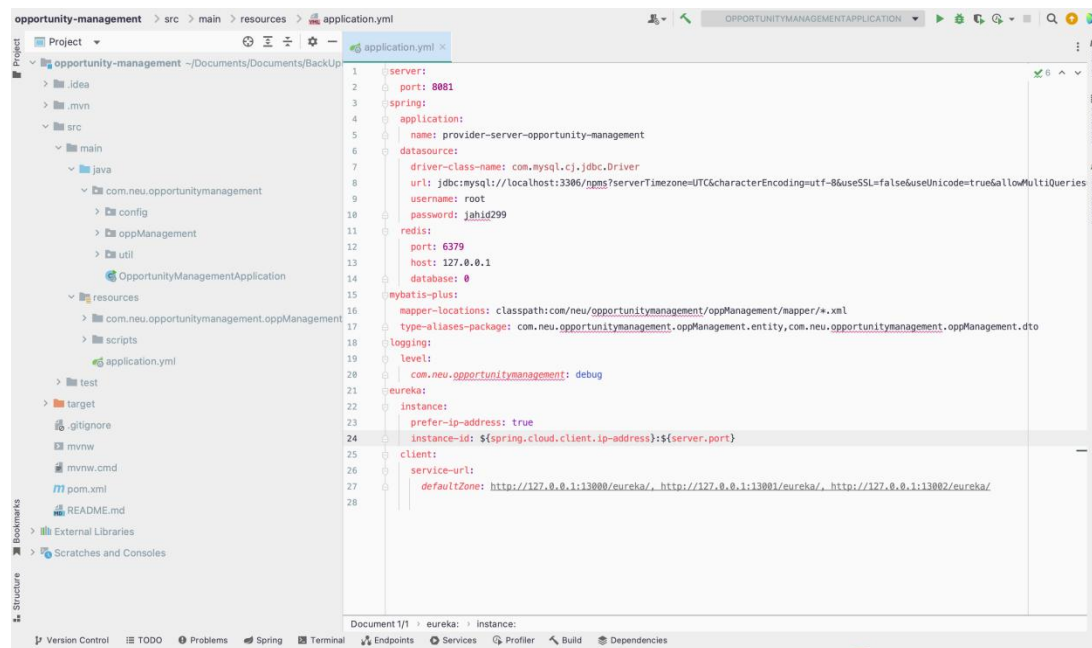 opportunity-management > src > main > resources > application.yml
OPPORTUNITYMANAGEMENTAPPLICATION
Project
Project
application.yml
opportunity-management ~/Documents/Documents/BackUp
.idea
.mvn
src
main
java
com.neu.opportunitymanagement
config
oppManagement
util
OpportunityManagementApplication
resources
com.neu.opportunitymanagement.oppManagement
scripts
application.yml
test
target
.gitignore
mvnw
mvnw.cmd
pom.xml
README.md
External Libraries
Scratches and Consoles
Bookmarks
Structure
6
1 server:
2 port: 8081
3 spring:
4 application:
5 name: provider-server-opportunity-management
6 datasource:
7 driver-class-name: com.mysql.cj.jdbc.Driver
8 url: jdbc:mysql://localhost:3306/npms?serverTimezone=UTC&characterEncoding=utf-8&useSSL=false&useUnicode=true&allowMultiQueries
9 username: root
10 password: jahid299
11 redis:
12 port: 6379
13 host: 127.0.0.1
14 database: 0
15 mybatis-plus:
16 mapper-locations: classpath:com/neu/opportunitymanagement/oppManagement/mapper/*.xml
17 type-aliases-package: com.neu.opportunitymanagement.oppManagement.entity,com.neu.opportunitymanagement.oppManagement.dto
18 logging:
19 level:
20 com.neu.opportunitymanagement: debug
21 eureka:
22 instance:
23 prefer-ip-address: true
24 instance-id: ${spring.cloud.client.ip-address}:${server.port}
25 client:
26 service-url:
27 defaultZone: http://127.0.0.1:13000/eureka/, http://127.0.0.1:13001/eureka/, http://127.0.0.1:13002/eureka/
28
Document 1/1 > eureka: > instance:
Version Control TODO Problems Spring Terminal Endpoints Services Profiler Build Dependencies